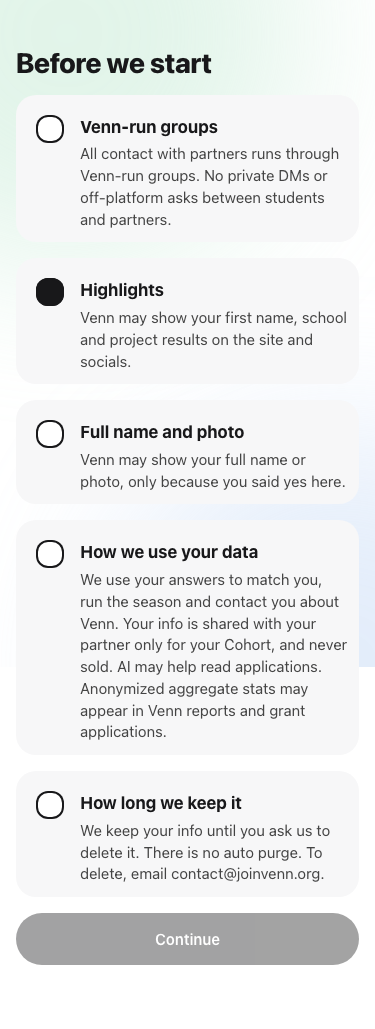 Before we start
Venn-run groups
All contact with partners runs through
Venn-run groups. No private DMs or
off-platform asks between students
and partners.
Highlights
Venn may show your first name, school
and project results on the site and
socials.
Full name and photo
Venn may show your full name or
photo, only because you said yes here.
How we use your data
We use your answers to match you,
run the season and contact you about
Venn. Your info is shared with your
partner only for your Cohort, and never
sold. AI may help read applications.
Anonymized aggregate stats may
appear in Venn reports and grant
applications.
How long we keep it
We keep your info until you ask us to
delete it. There is no auto purge. To
delete, email contact@joinvenn.org.
Continue